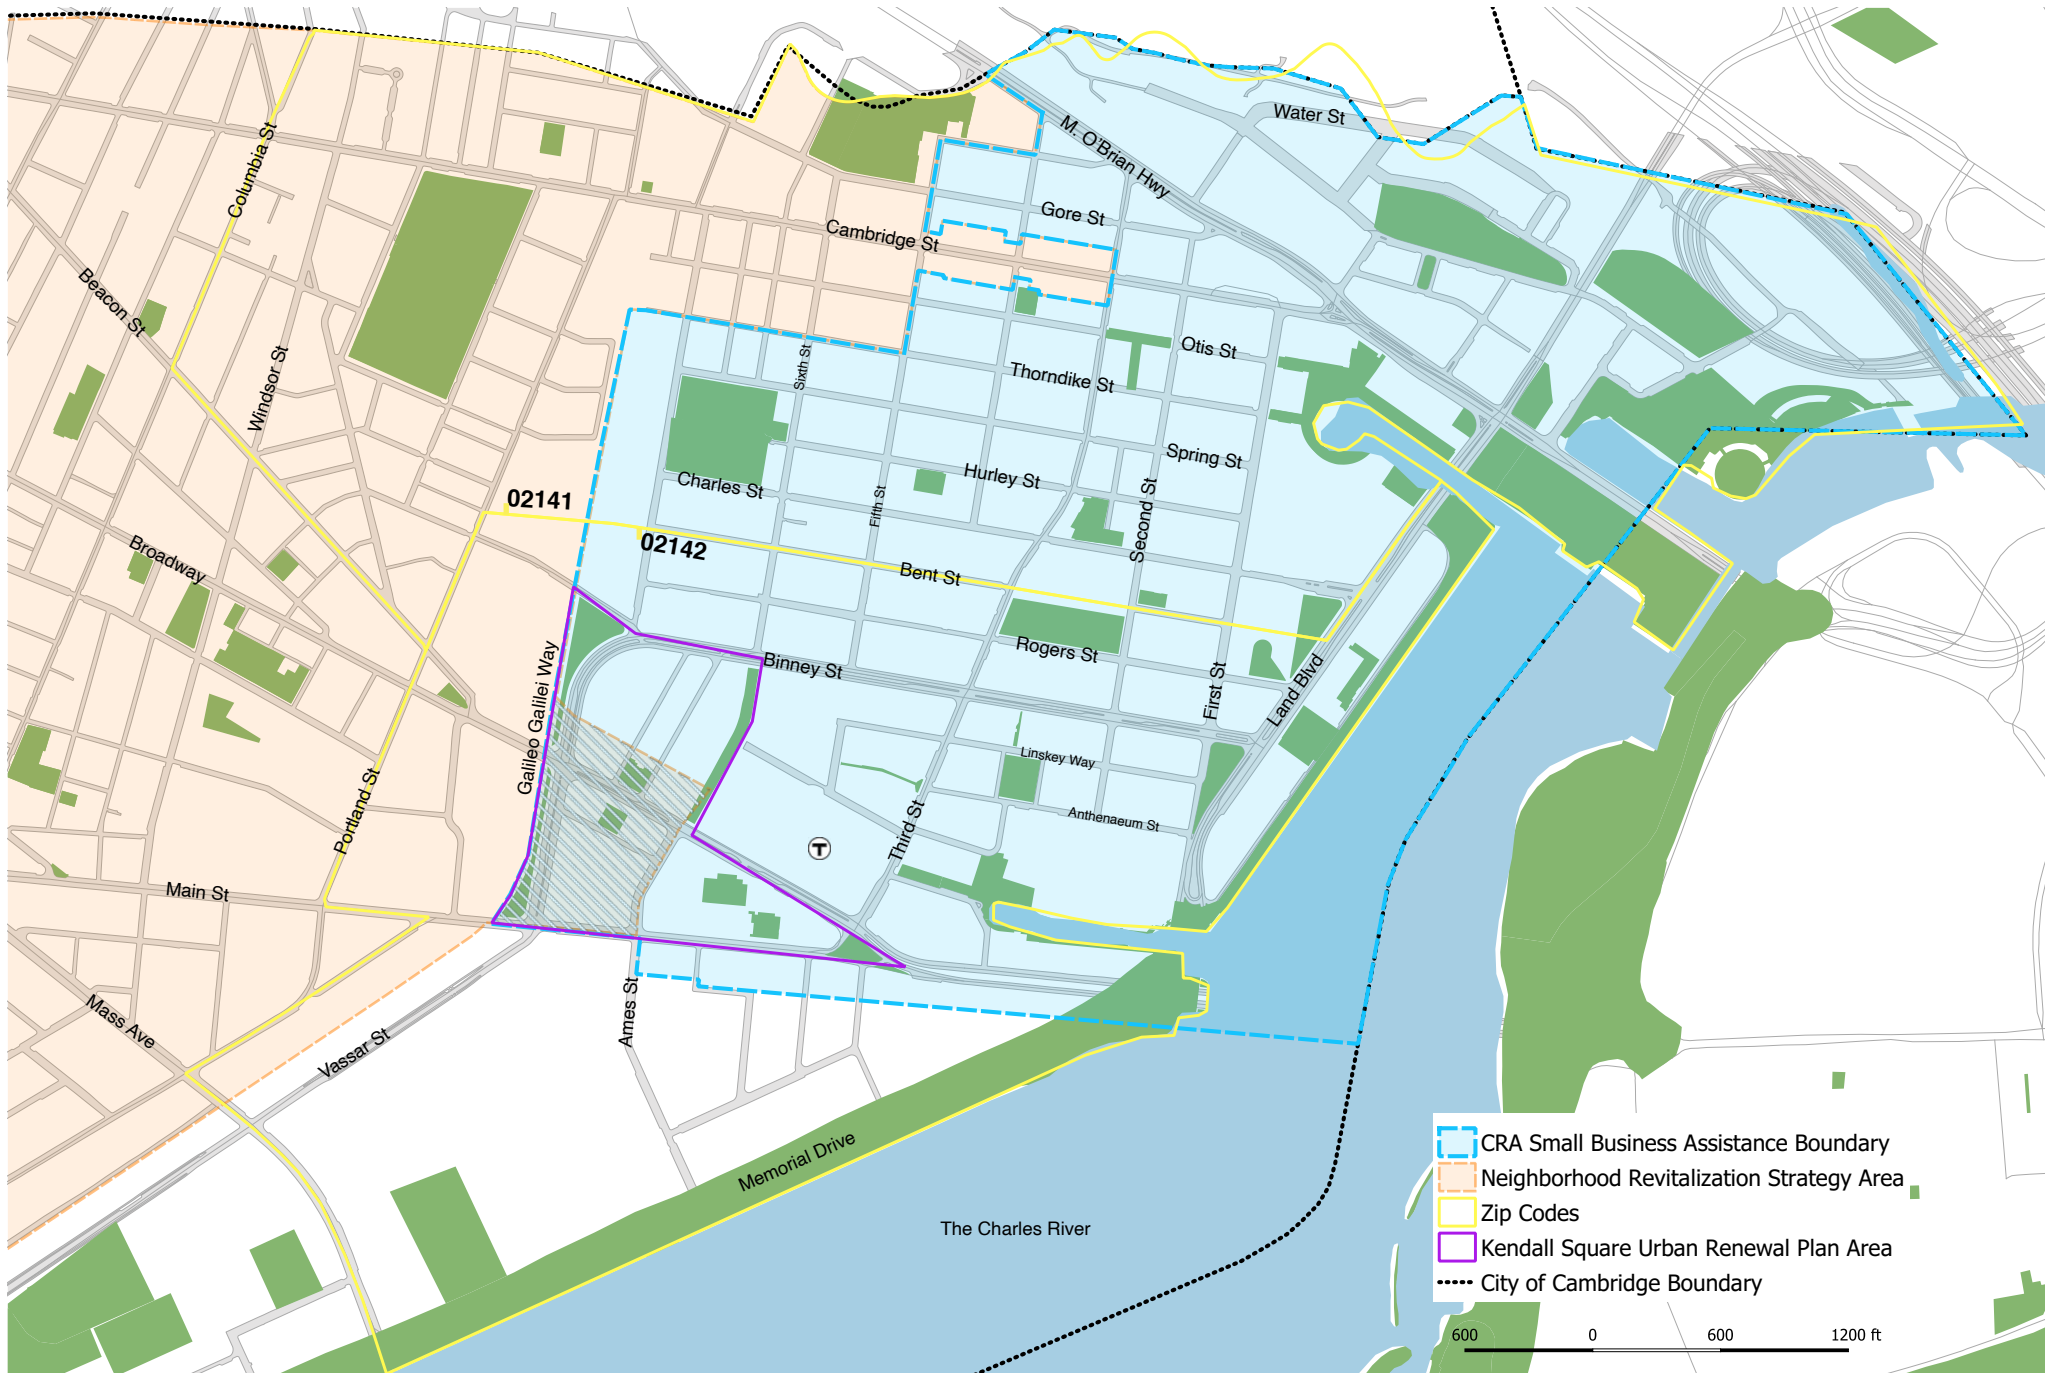 Water St
M. O'Brian Hwy
Columbia St
Gore St
Cambridge St
Beacon St
Windsor St
Sixth St
Otis St
Thorndike St
Spring St
Hurley St
Charles St
Fifth St
Second St
02141
02142
Broadway
Bent St
Rogers St
Binney St
Galileo Galilei Way
First St
Land Blvd
Linskey Way
Portland St
Third St
Anthenaeum St
T
Main St
Mass Ave
Vassar St
Ames St
Memorial Drive
The Charles River
CRA Small Business Assistance Boundary
Neighborhood Revitalization Strategy Area
Zip Codes
Kendall Square Urban Renewal Plan Area
City of Cambridge Boundary
600 0 600 1200 ft